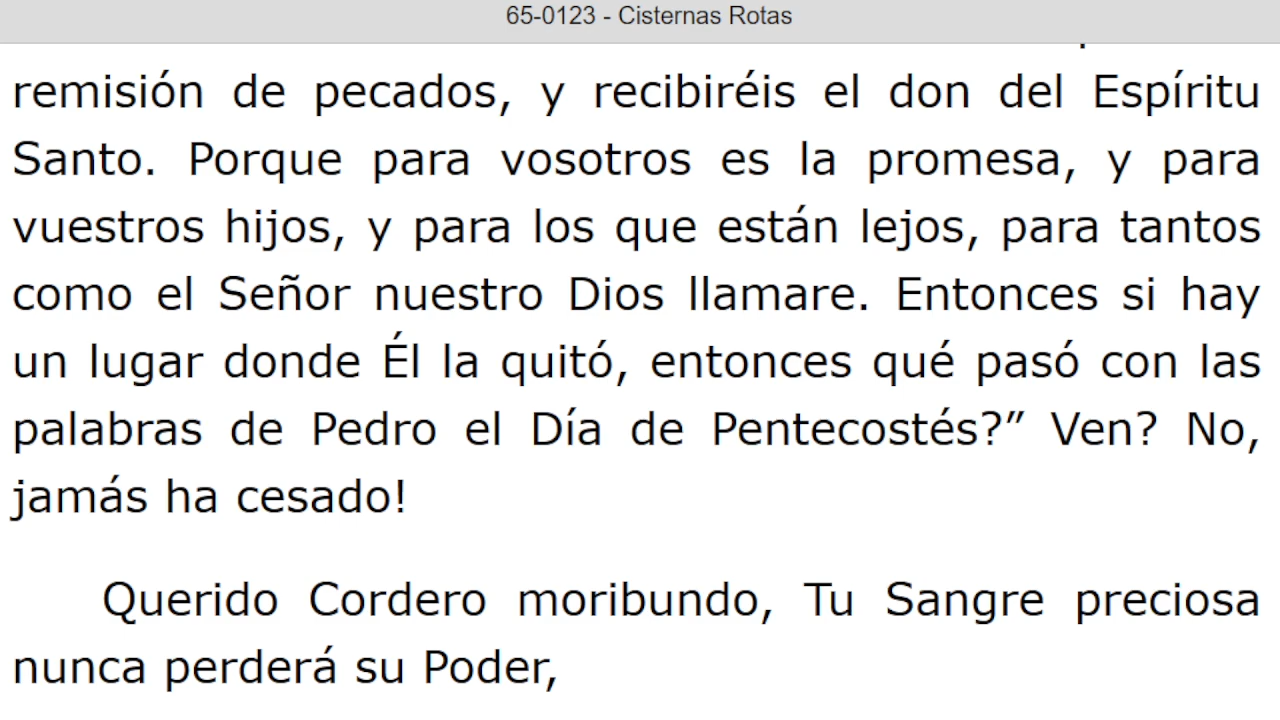 65-0123 - Cisternas Rotas
remisión de pecados, y recibiréis el don del Espíritu
Santo. Porque para vosotros es la promesa, y para
vuestros hijos, y para los que están lejos, para tantos
como el Señor nuestro Dios llamare. Entonces si hay
un lugar donde Él la quitó, entonces qué pasó con las
palabras de Pedro el Día de Pentecostés?” Ven? No,
jamás ha cesado!
Querido Cordero moribundo, Tu Sangre preciosa
nunca perderá su Poder,